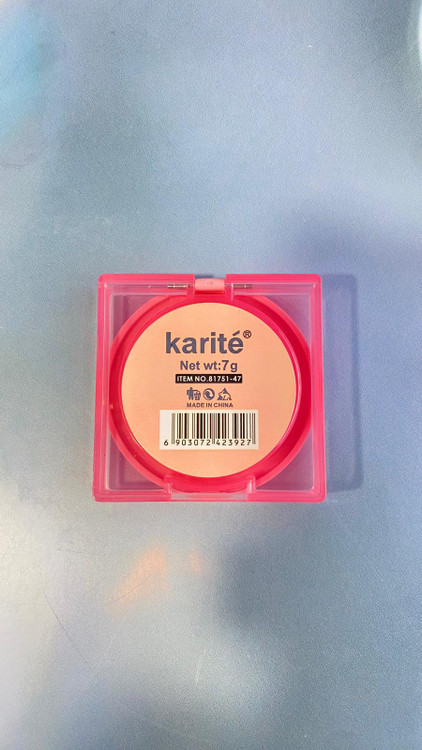 karité®
Net wt:7g
ITEM NO.81751-47
MADE IN CHINA
6 903072 423927